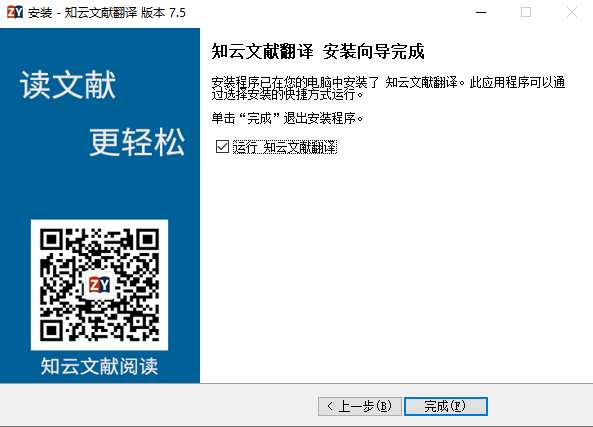 ZY 安装 - 知云文献翻译 版本 7.5
读文献
更轻松
ZY
知云文献阅读
知云文献翻译 安装向导完成
安装程序已在您的电脑中安装了 知云文献翻译。此应用程序可以通
过选择安装的快捷方式运行。
单击“完成”退出安装程序。
运行 知云文献翻译
< 上一步(B)
完成(F)